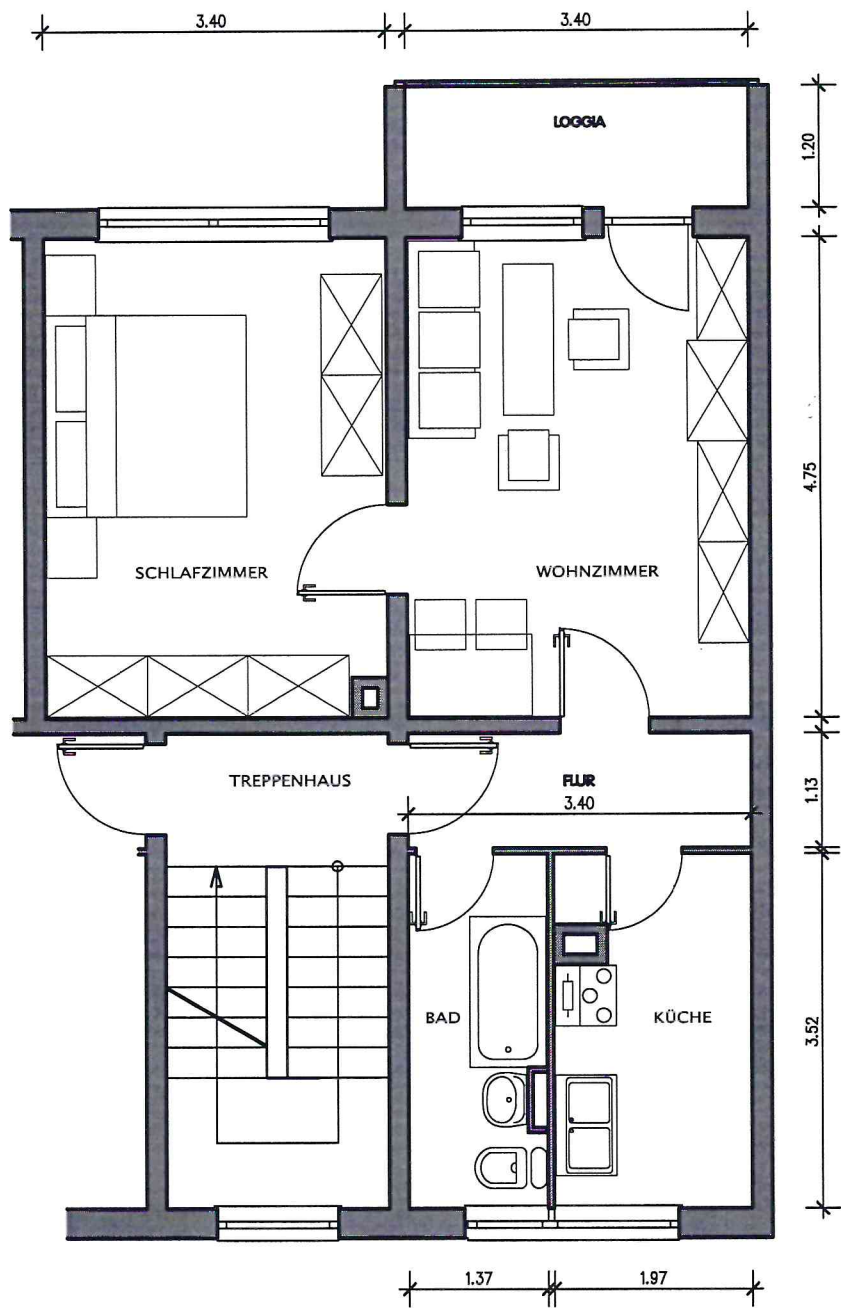 3.40
3.40
LOGGIA
1.20
4.75
SCHLAFZIMMER
WOHNZIMMER
TREPPENHAUS
FLUR
3.40
1.13
BAD
KÜCHE
3.52
1.37
1.97